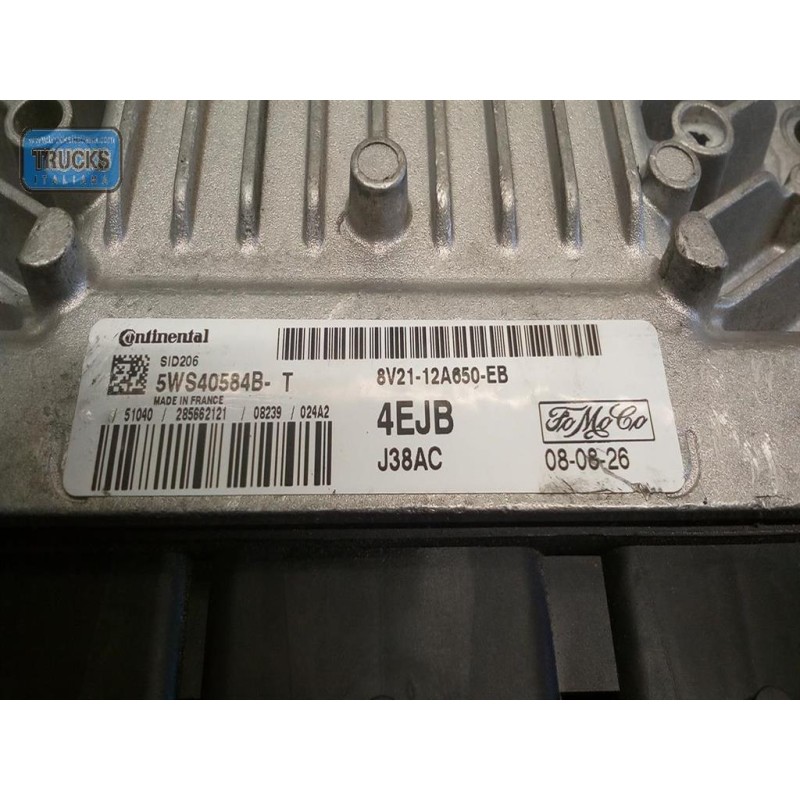 TRUCKS
ITALIANA
Continental
SID206
5WS40584B- T
MADE IN FRANCE
/ 51040 / 285662121 / 08239 / 024A2
8V21-12A650-EB
4EJB
J38AC
FoMoCo
08-08-26